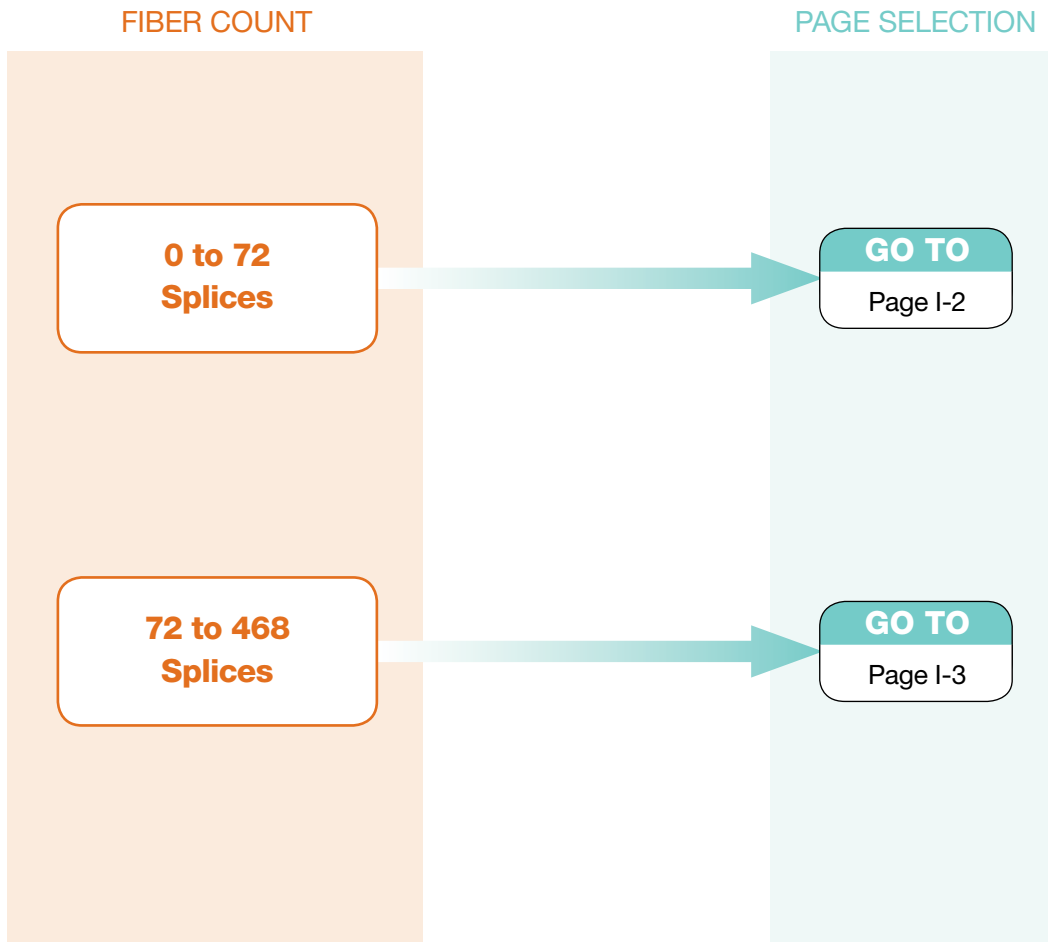 FIBER COUNT
PAGE SELECTION
0 to 72
Splices
GO TO
Page I-2
72 to 468
Splices
GO TO
Page I-3